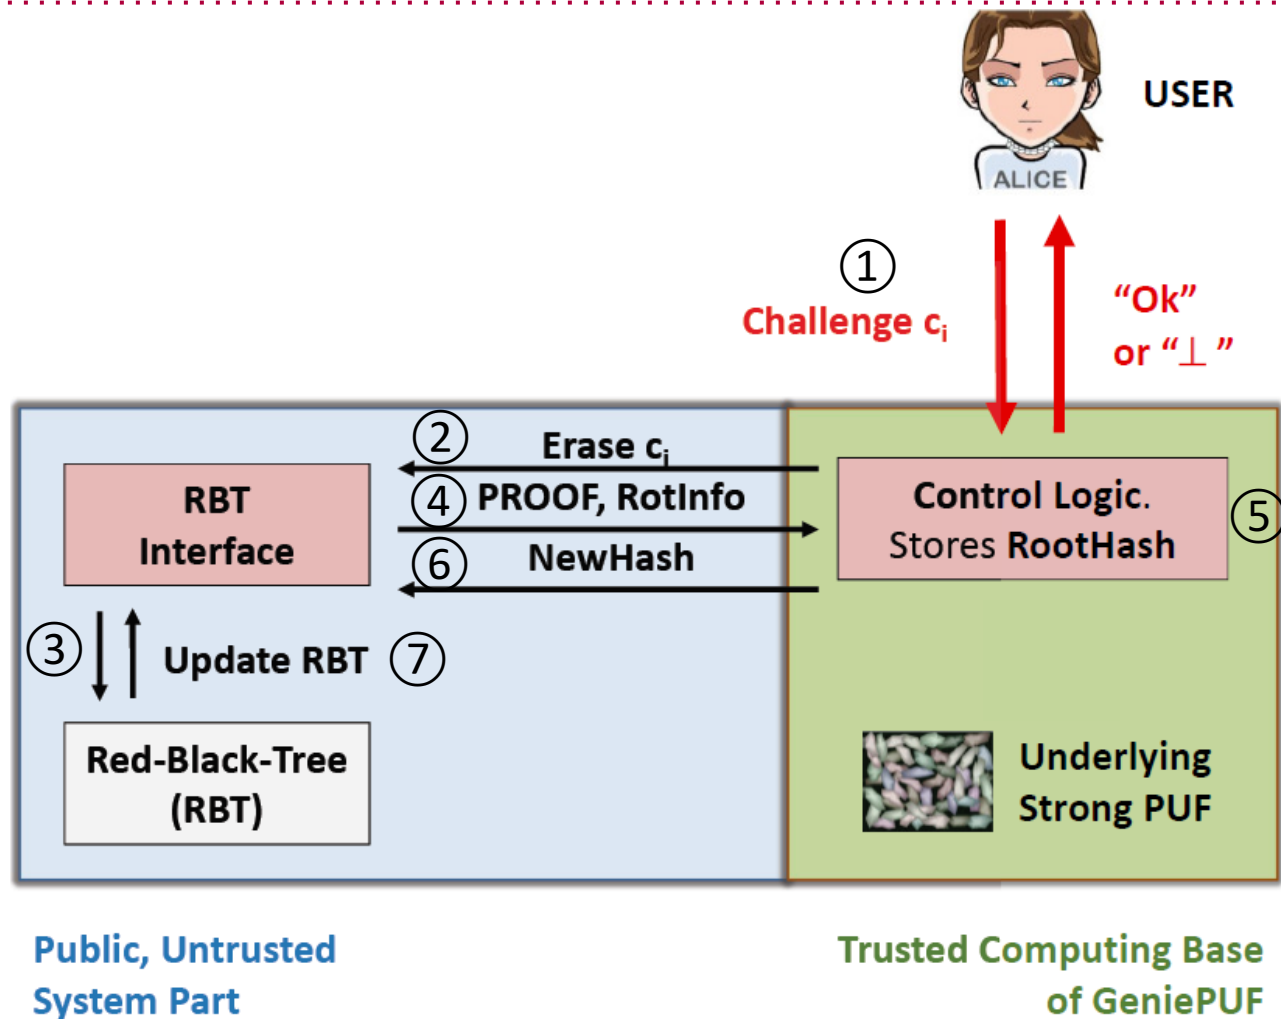 USER
ALICE
①
Challenge cᵢ
“Ok”
or “⊥”
②
Erase cᵢ
④
PROOF, RotInfo
⑥
NewHash
RBT
Interface
Control Logic.
Stores RootHash
⑤
③
Update RBT
⑦
Red-Black-Tree
(RBT)
Underlying
Strong PUF
Public, Untrusted
System Part
Trusted Computing Base
of GeniePUF